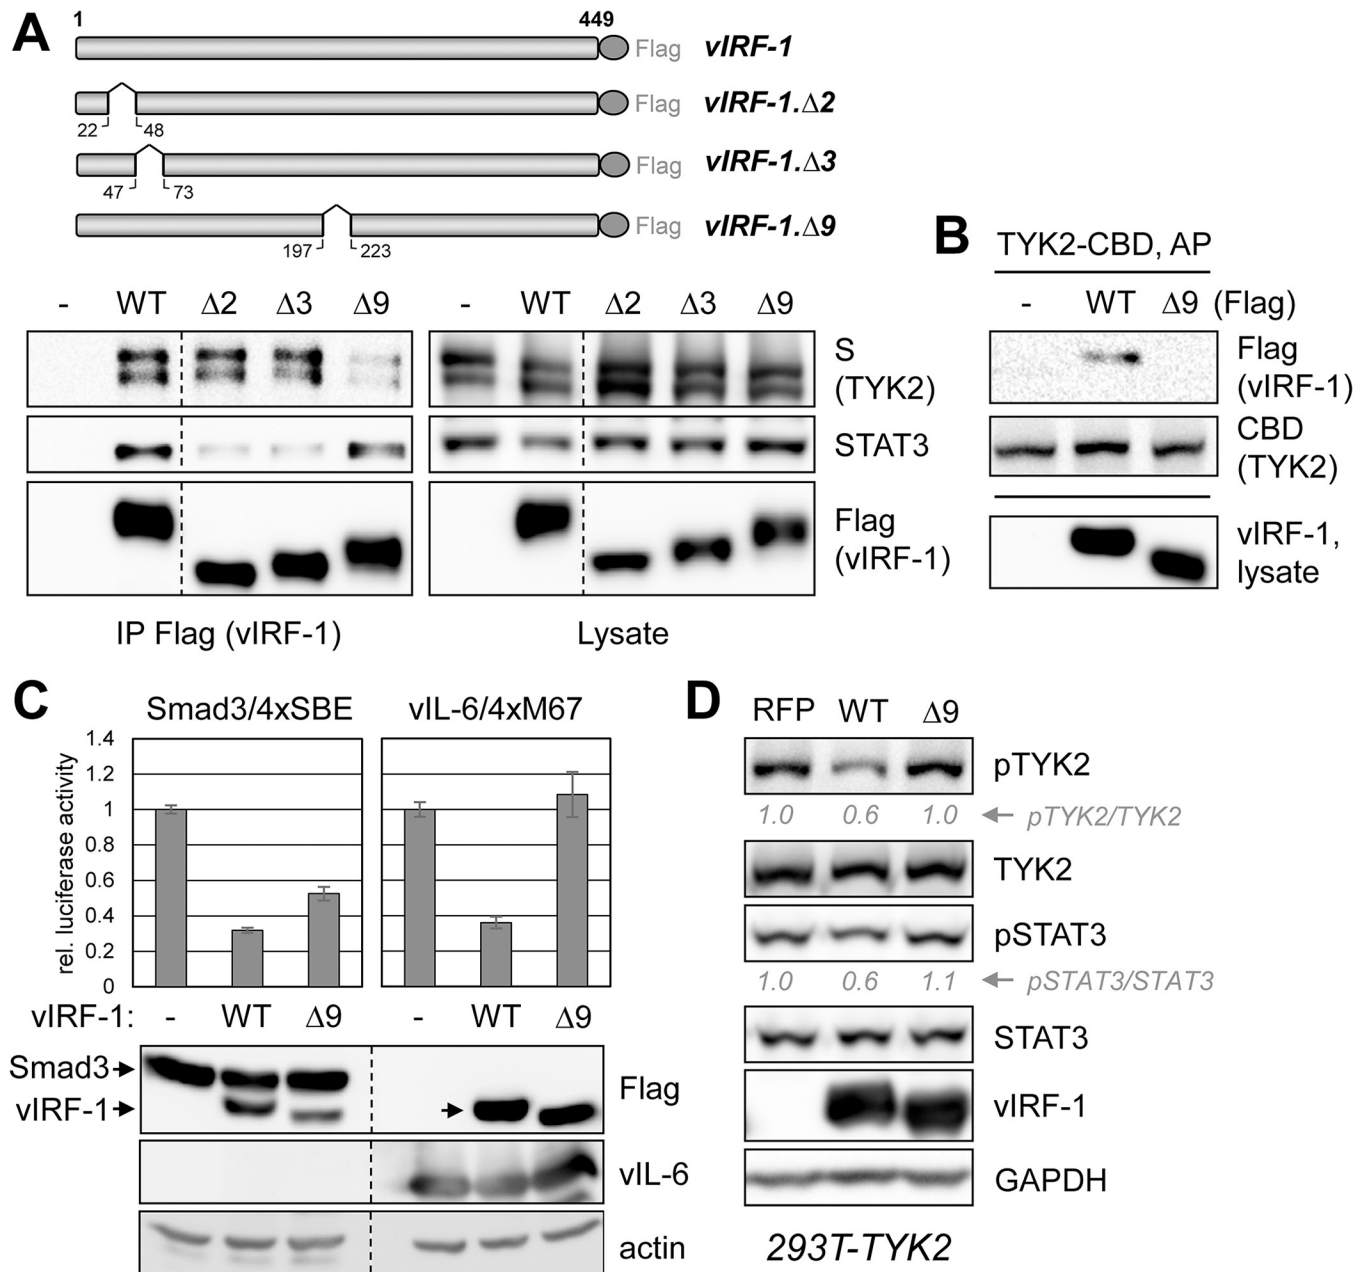 A
1 449
Flag vIRF-1
Flag vIRF-1.Δ2
22 48
Flag vIRF-1.Δ3
47 73
Flag vIRF-1.Δ9
197 223
- WT Δ2 Δ3 Δ9 - WT Δ2 Δ3 Δ9
S
(TYK2)
STAT3
Flag
(vIRF-1)
IP Flag (vIRF-1) Lysate
B
TYK2-CBD, AP
- WT Δ9 (Flag)
Flag
(vIRF-1)
CBD
(TYK2)
vIRF-1,
lysate
C
Smad3/4xSBE vIL-6/4xM67
rel. luciferase activity
1.4
1.2
1
0.8
0.6
0.4
0.2
0
vIRF-1: - WT Δ9 - WT Δ9
Smad3
vIRF-1
Flag
vIL-6
actin
D
RFP WT Δ9
pTYK2
1.0 0.6 1.0 pTYK2/TYK2
TYK2
pSTAT3
1.0 0.6 1.1 pSTAT3/STAT3
STAT3
vIRF-1
GAPDH
293T-TYK2